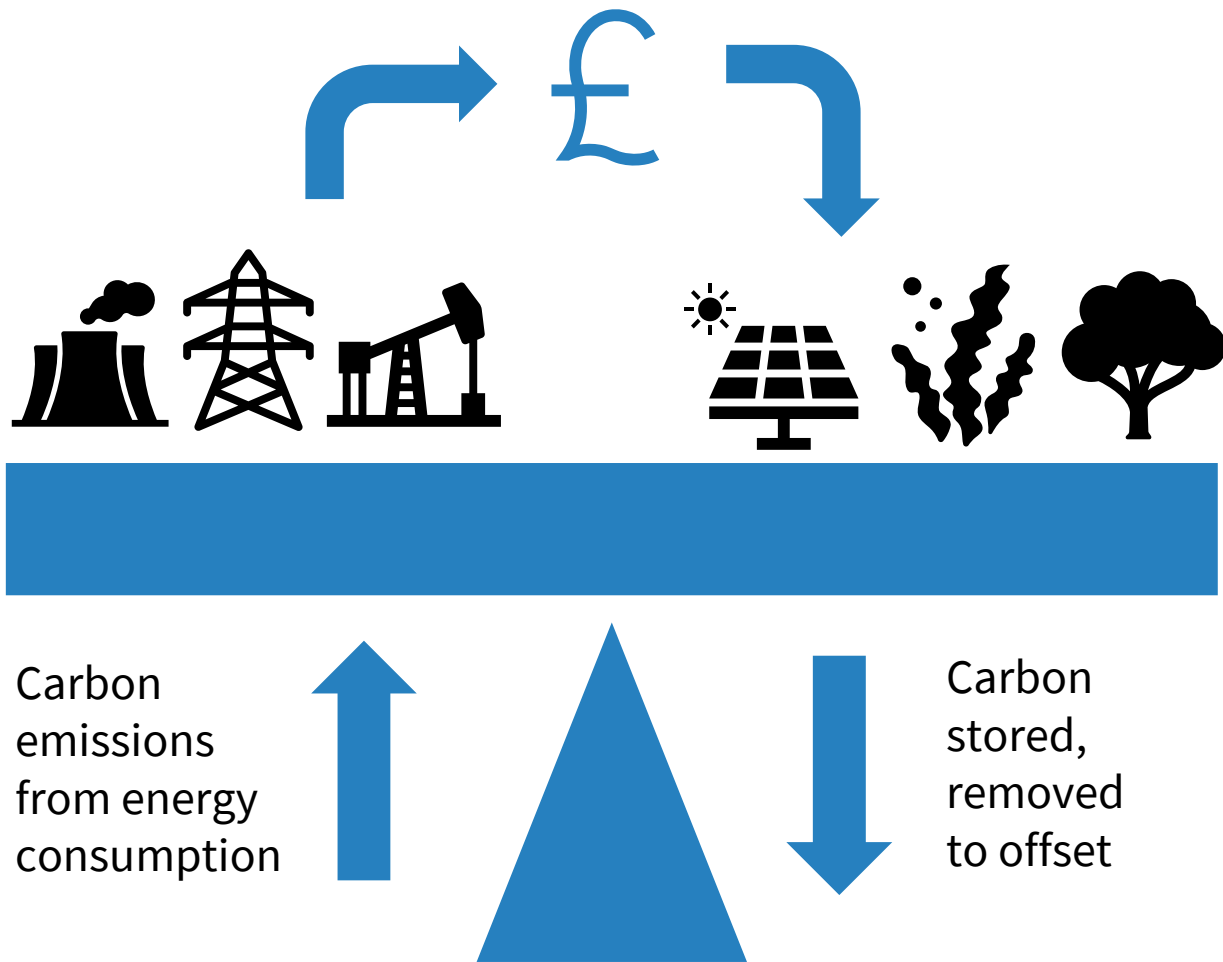 £
Carbon
emissions
from energy
consumption
Carbon
stored,
removed
to offset